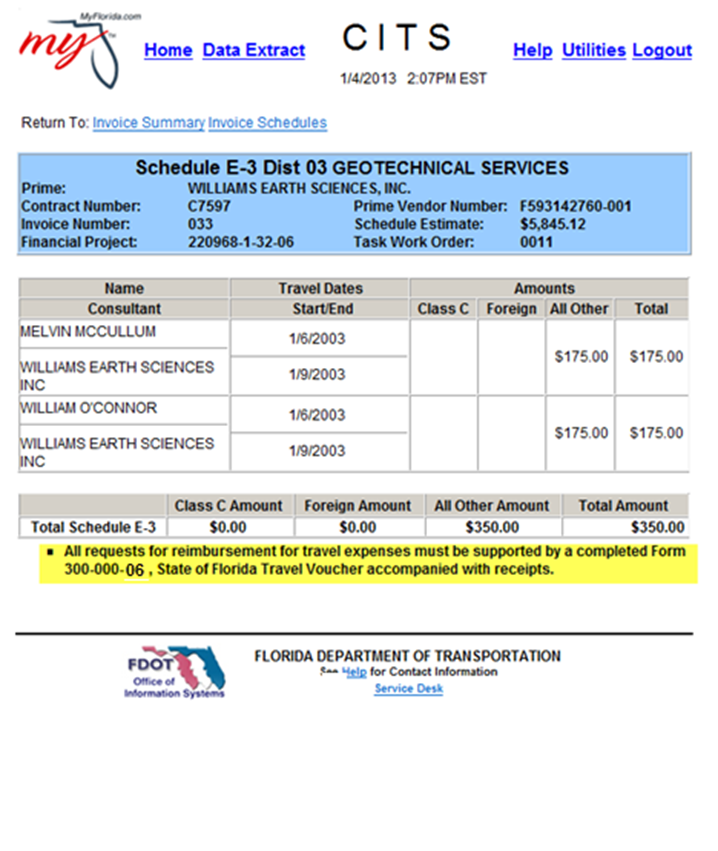 MyFlorida.com
my
TM
Home Data Extract
CITS
Help Utilities Logout
1/4/2013 2:07PM EST
Return To: Invoice Summary Invoice Schedules
Schedule E-3 Dist 03 GEOTECHNICAL SERVICES
Prime: WILLIAMS EARTH SCIENCES, INC.
Contract Number: C7597 Prime Vendor Number: F593142760-001
Invoice Number: 033 Schedule Estimate: $5,845.12
Financial Project: 220968-1-32-06 Task Work Order: 0011
Name Travel Dates Amounts
Consultant Start/End Class C Foreign All Other Total
MELVIN MCCULLUM 1/6/2003
$175.00 $175.00
WILLIAMS EARTH SCIENCES 1/9/2003
INC
WILLIAM O'CONNOR 1/6/2003
$175.00 $175.00
WILLIAMS EARTH SCIENCES 1/9/2003
INC
Class C Amount Foreign Amount All Other Amount Total Amount
Total Schedule E-3 $0.00 $0.00 $350.00 $350.00
▪ All requests for reimbursement for travel expenses must be supported by a completed Form
300-000-06 , State of Florida Travel Voucher accompanied with receipts.
FDOT
Office of
Information Systems
FLORIDA DEPARTMENT OF TRANSPORTATION
See Help for Contact Information
Service Desk